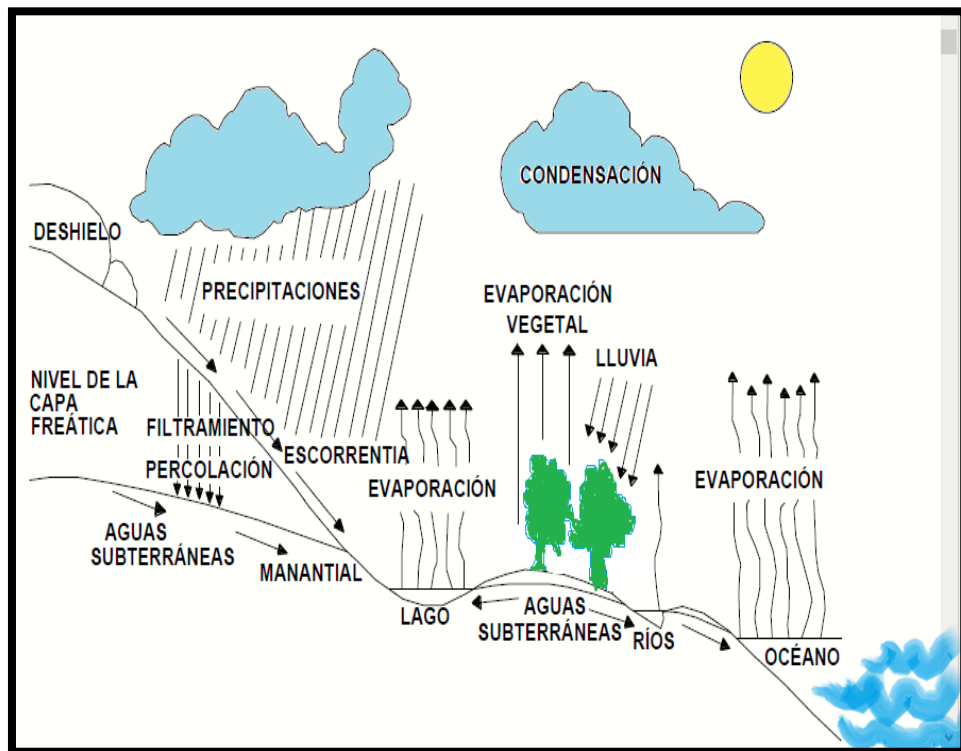 CONDENSACIÓN
DESHIELO
PRECIPITACIONES
EVAPORACIÓN
VEGETAL
LLUVIA
NIVEL DE LA
CAPA
FREÁTICA
FILTRAMIENTO
ESCORRENTIA
PERCOLACIÓN
EVAPORACIÓN
EVAPORACIÓN
AGUAS
SUBTERRÁNEAS
MANANTIAL
LAGO
AGUAS
SUBTERRÁNEAS
RÍOS
OCÉANO